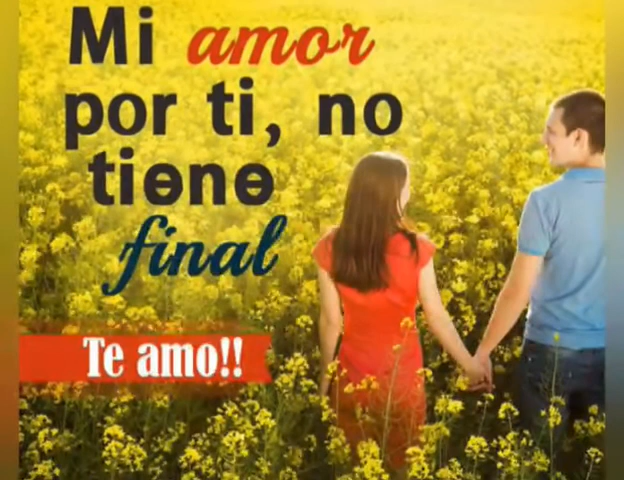 Mi amor
por ti, no
tiene
final
Te amo!!